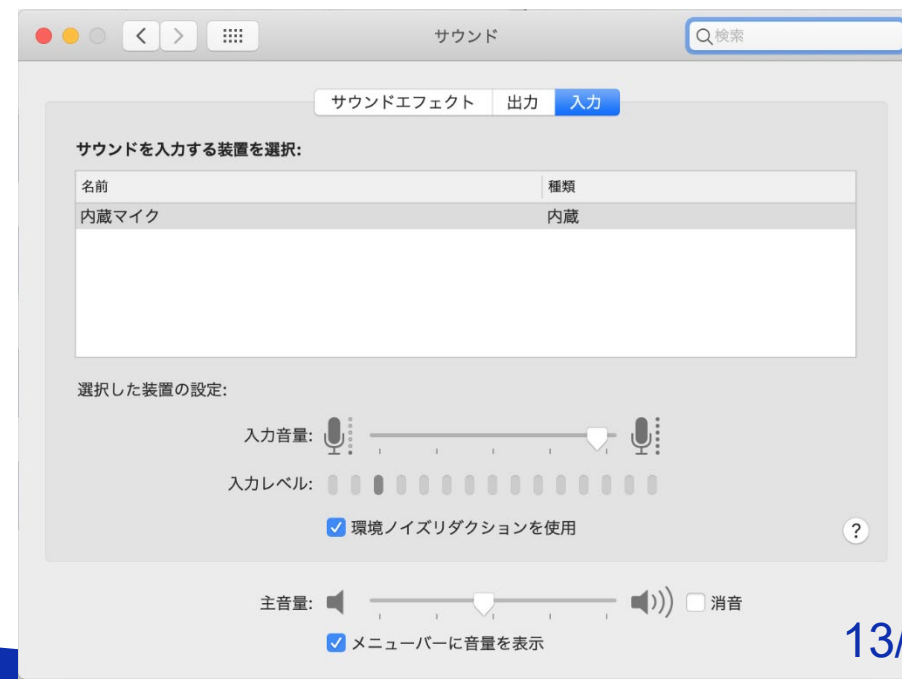 サウンド
検索
サウンドエフェクト 出力 入力
サウンドを入力する装置を選択:
名前 種類
内蔵マイク 内蔵
選択した装置の設定:
入力音量:
入力レベル:
環境ノイズリダクションを使用
?
主音量: 消音
メニューバーに音量を表示
13/